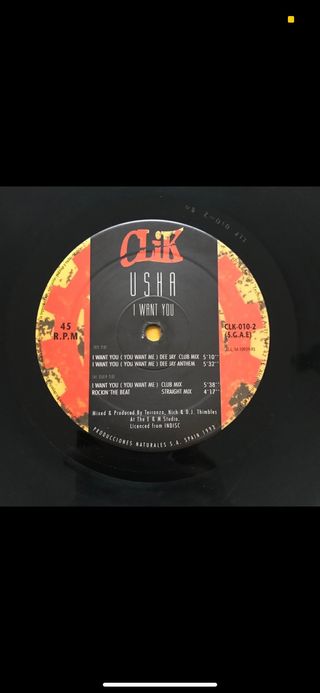 CLiK
USHA
I WANT YOU
45
R.P.M
CLK-010-2
(S.G.A.E)
I WANT YOU ( YOU WANT ME ) DEE JAY CLUB MIX 5'10''
I WANT YOU ( YOU WANT ME ) DEE JAY ANTHEM 5'32''
I WANT YOU ( YOU WANT ME ) CLUB MIX 5'38''
ROCKIN THE BEAT STRAIGHT MIX 4'17''
Mixed & Produced By Terranza, Nich & D.J. Thimbles
At The E & M Studio.
Licenced from INDISC
PRODUCCIONES NATURALES S.A. SPAIN 1993